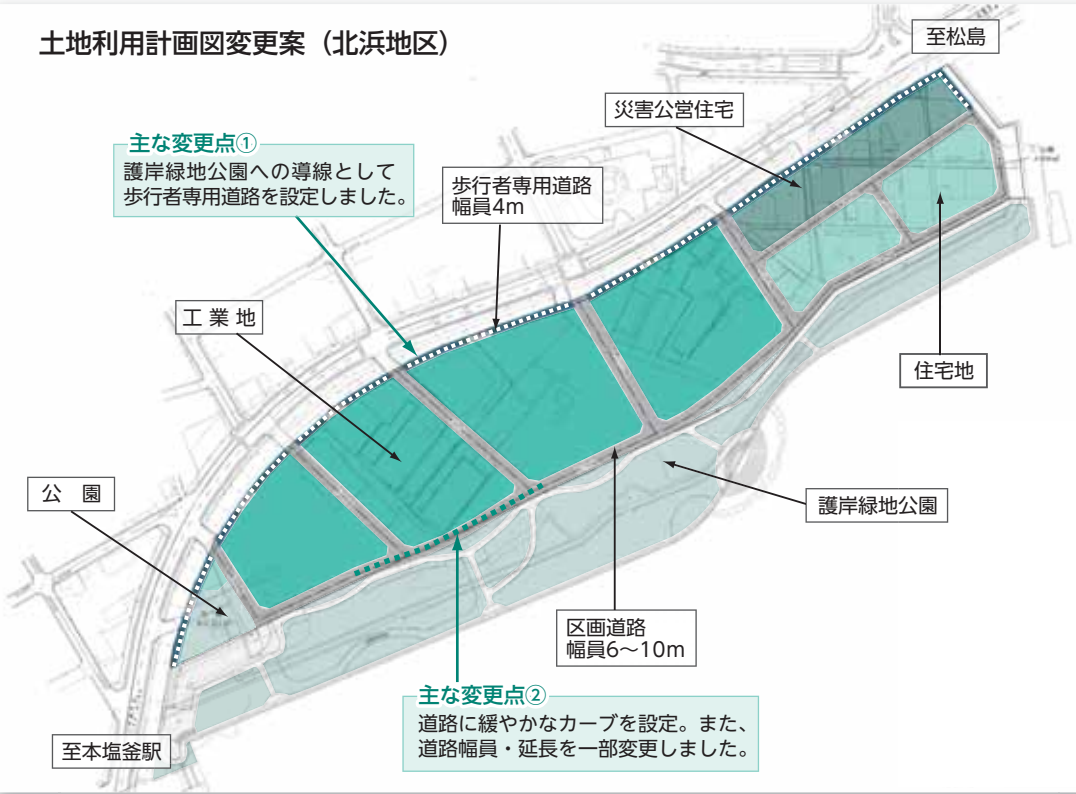 土地利用計画図変更案（北浜地区）
至松島
災害公営住宅
主な変更点①
護岸緑地公園への導線として
歩行者専用道路を設定しました。
歩行者専用道路
幅員4m
工業地
住宅地
公園
護岸緑地公園
区画道路
幅員6～10m
主な変更点②
道路に緩やかなカーブを設定。また、
道路幅員・延長を一部変更しました。
至本塩釜駅